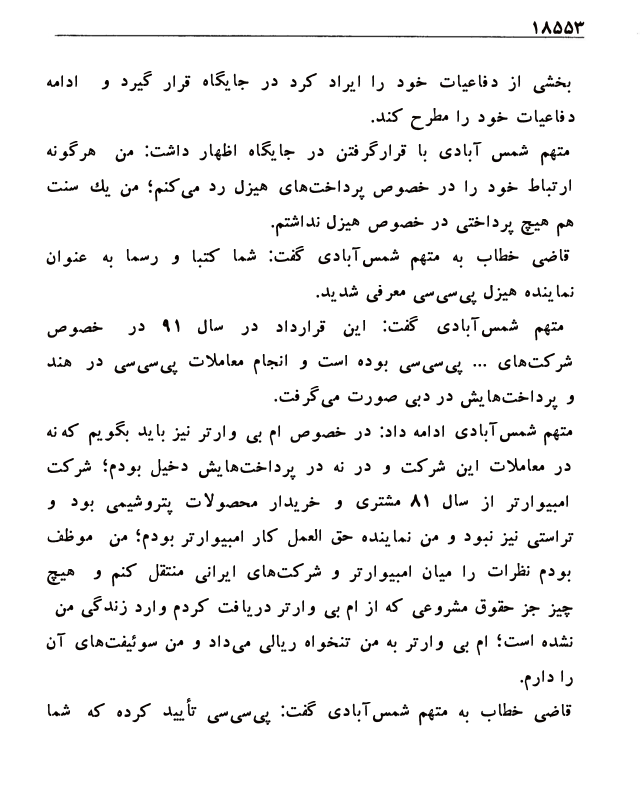 ۱۸۵۵۳
بخشی از دفاعیات خود را ایراد کرد در جایگاه قرار گیرد و ادامه
دفاعیات خود را مطرح کند.
متهم شمس آبادی با قرارگرفتن در جایگاه اظهار داشت: من هرگونه
ارتباط خود را در خصوص پرداخت‌های هیزل رد می‌کنم؛ من یك سنت
هم هیچ پرداختی در خصوص هیزل نداشتم.
قاضی خطاب به متهم شمس‌آبادی گفت: شما کتبا و رسما به عنوان
نماینده هیزل پی‌سی‌سی معرفی شدید.
متهم شمس‌آبادی گفت: این قرارداد در سال ۹۱ در خصوص
شرکت‌های ... پی‌سی‌سی بوده است و انجام معاملات پی‌سی‌سی در هند
و پرداخت‌هایش در دبی صورت می‌گرفت.
متهم شمس‌آبادی ادامه داد: در خصوص ام بی وارتر نیز باید بگویم که نه
در معاملات این شرکت و در نه در پرداخت‌هایش دخیل بودم؛ شرکت
امبیوارتر از سال ۸۱ مشتری و خریدار محصولات پتروشیمی بود و
تراستی نیز نبود و من نماینده حق العمل کار امبیوارتر بودم؛ من موظف
بودم نظرات را میان امبیوارتر و شرکت‌های ایرانی منتقل کنم و هیچ
چیز جز حقوق مشروعی که از ام بی وارتر دریافت کردم وارد زندگی من
نشده است؛ ام بی وارتر به من تنخواه ریالی می‌داد و من سوئیفت‌های آن
را دارم.
قاضی خطاب به متهم شمس‌آبادی گفت: پی‌سی‌سی تأیید کرده که شما